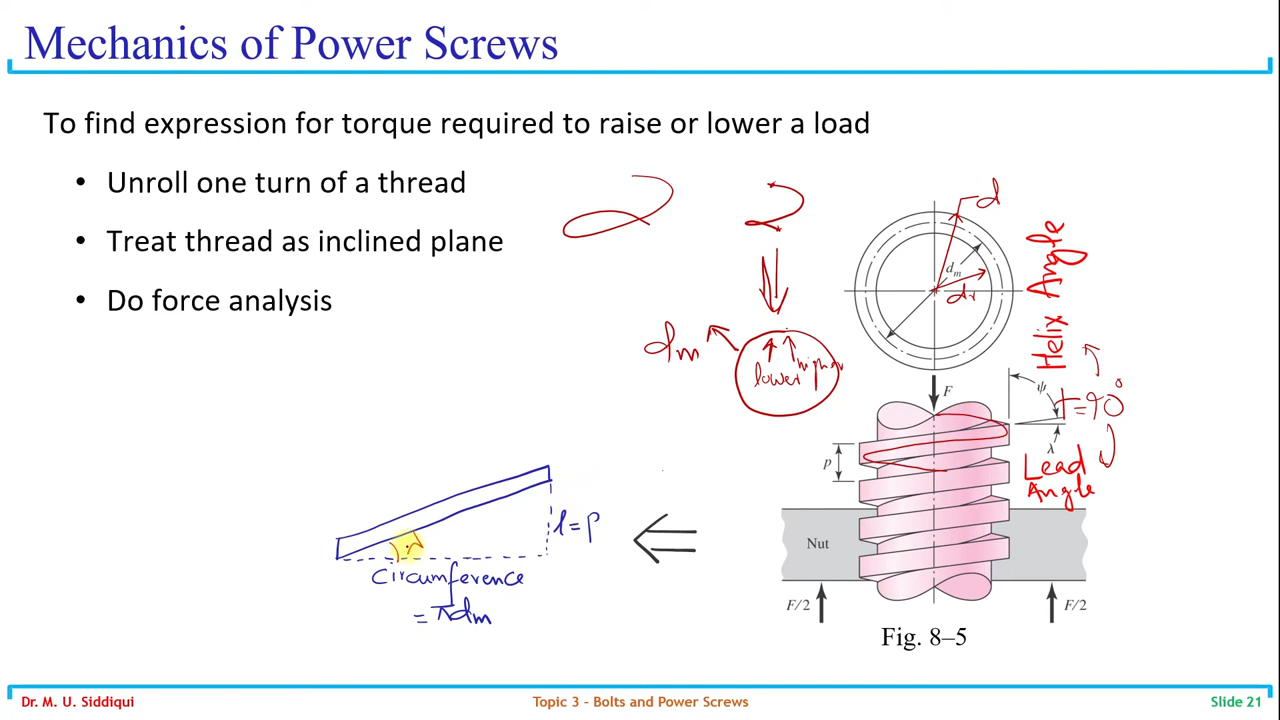 Mechanics of Power Screws
To find expression for torque required to raise or lower a load
• Unroll one turn of a thread
• Treat thread as inclined plane
• Do force analysis
d
dm
dr
Helix Angle
dm
lower higher
F
ψ
+ = 90°
λ
Lead
Angle
p
l = p
Nut
λ
Circumference
= πdm
F/2
F/2
Fig. 8–5
Dr. M. U. Siddiqui
Topic 3 - Bolts and Power Screws
Slide 21